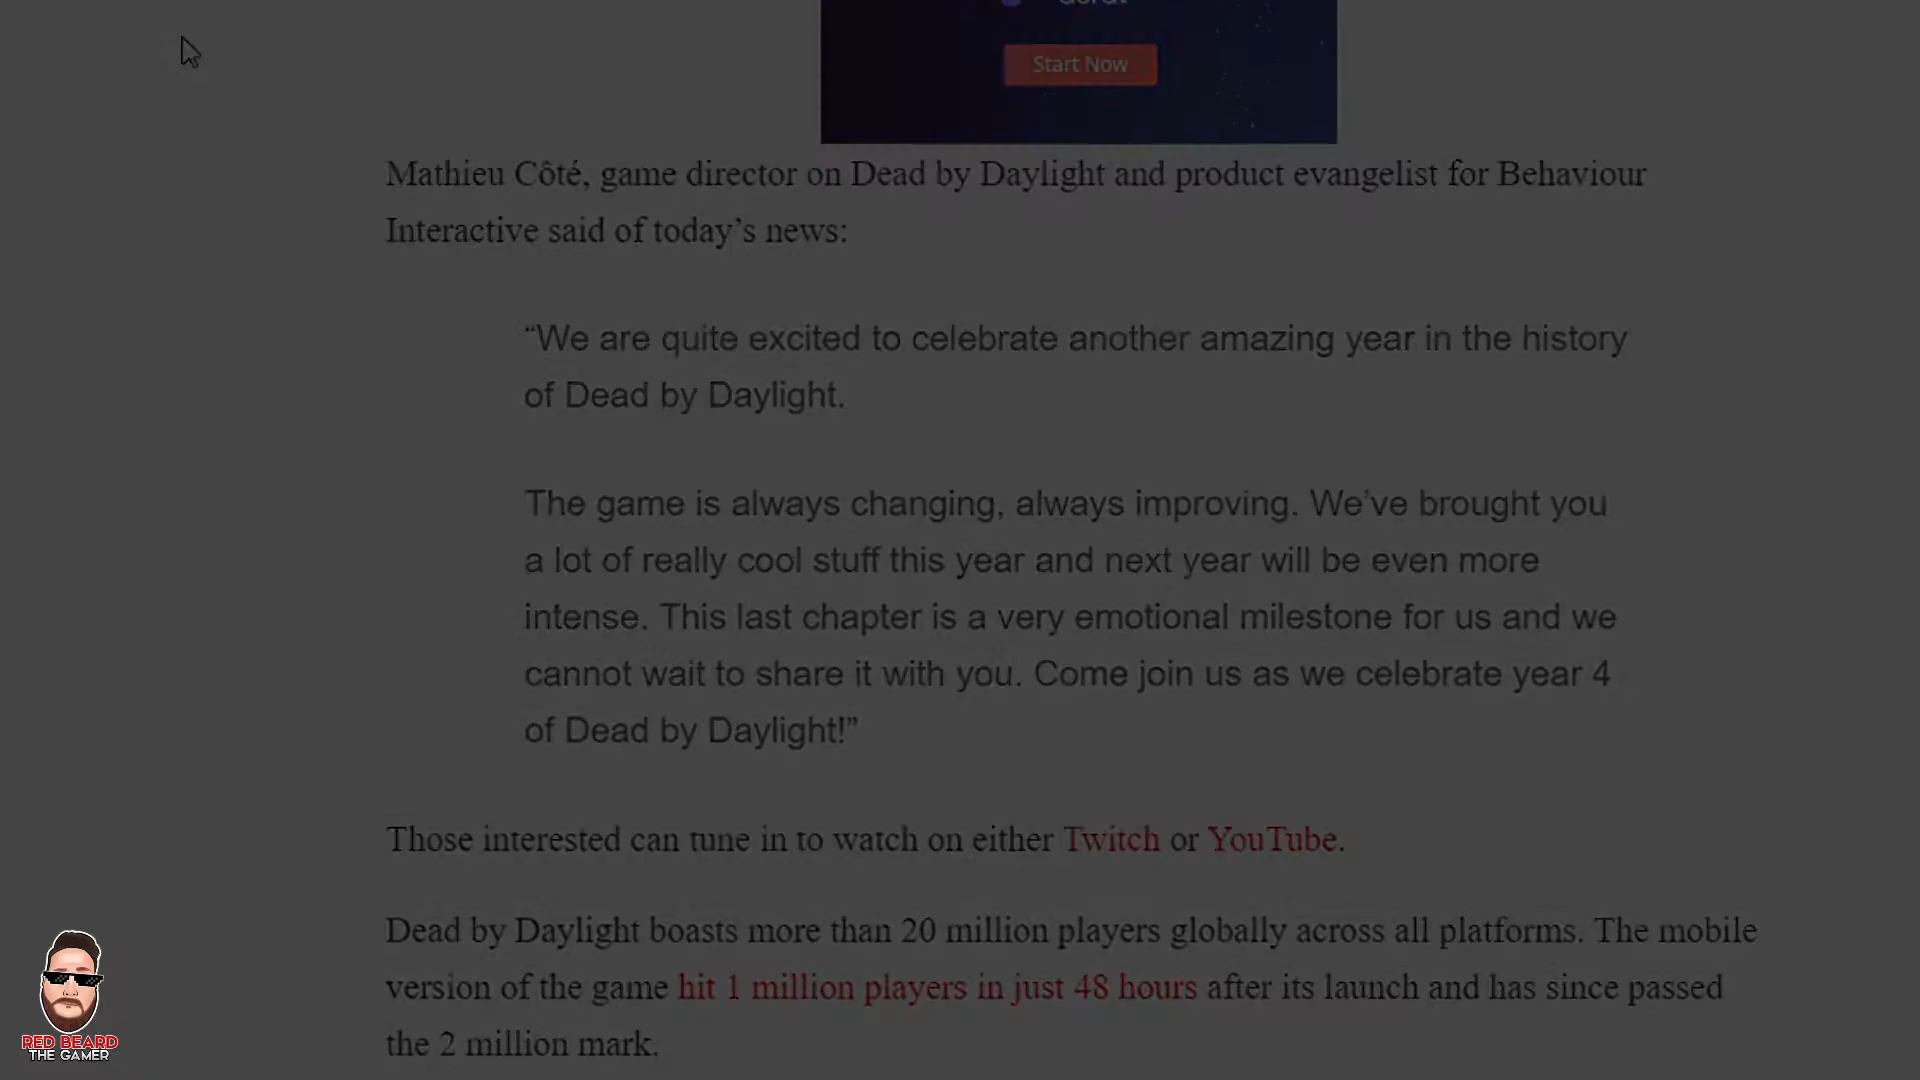 Start Now
Mathieu Côté, game director on Dead by Daylight and product evangelist for Behaviour
Interactive said of today’s news:
“We are quite excited to celebrate another amazing year in the history
of Dead by Daylight.
The game is always changing, always improving. We’ve brought you
a lot of really cool stuff this year and next year will be even more
intense. This last chapter is a very emotional milestone for us and we
cannot wait to share it with you. Come join us as we celebrate year 4
of Dead by Daylight!”
Those interested can tune in to watch on either Twitch or YouTube.
Dead by Daylight boasts more than 20 million players globally across all platforms. The mobile
version of the game hit 1 million players in just 48 hours after its launch and has since passed
the 2 million mark.
RED BEARD
THE GAMER